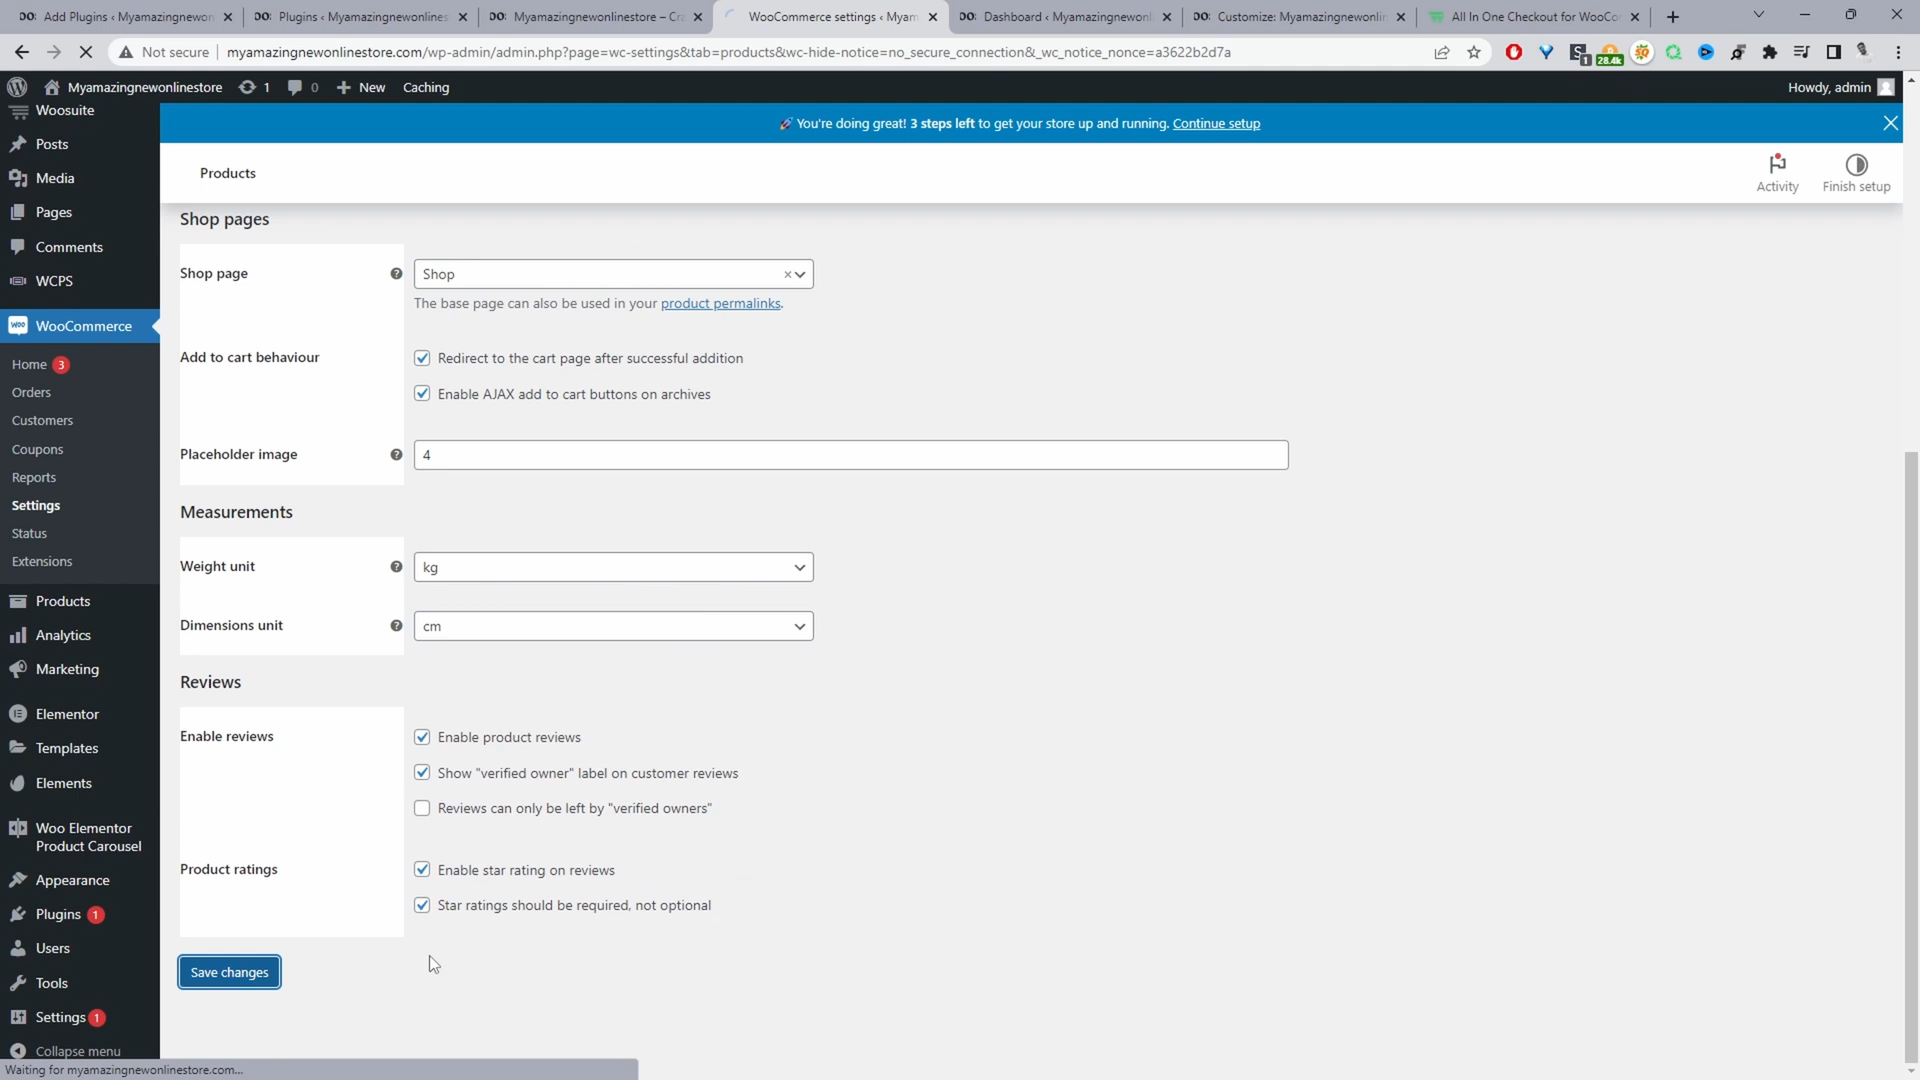 Add Plugins ‹ Myamazingnewon
Plugins ‹ Myamazingnewonlines
Myamazingnewonlinestore – Cr
WooCommerce settings ‹ Myam
Dashboard ‹ Myamazingnewonl
Customize: Myamazingnewonlin
All In One Checkout for WooCo
Not secure
myamazingnewonlinestore.com/wp-admin/admin.php?page=wc-settings&tab=products&wc-hide-notice=no_secure_connection&_wc_notice_nonce=a3622b2d7a
1
28.4k
Myamazingnewonlinestore
1
0
New
Caching
Howdy, admin
🚀 You're doing great! 3 steps left to get your store up and running. Continue setup
Products
Activity
Finish setup
Woosuite
Posts
Media
Pages
Comments
WCPS
WooCommerce
Home 3
Orders
Customers
Coupons
Reports
Settings
Status
Extensions
Products
Analytics
Marketing
Elementor
Templates
Elements
Woo Elementor
Product Carousel
Appearance
Plugins 1
Users
Tools
Settings 1
Collapse menu
Shop pages
Shop page
Shop
The base page can also be used in your product permalinks.
Add to cart behaviour
Redirect to the cart page after successful addition
Enable AJAX add to cart buttons on archives
Placeholder image
4
Measurements
Weight unit
kg
Dimensions unit
cm
Reviews
Enable reviews
Enable product reviews
Show "verified owner" label on customer reviews
Reviews can only be left by "verified owners"
Product ratings
Enable star rating on reviews
Star ratings should be required, not optional
Save changes
Waiting for myamazingnewonlinestore.com...